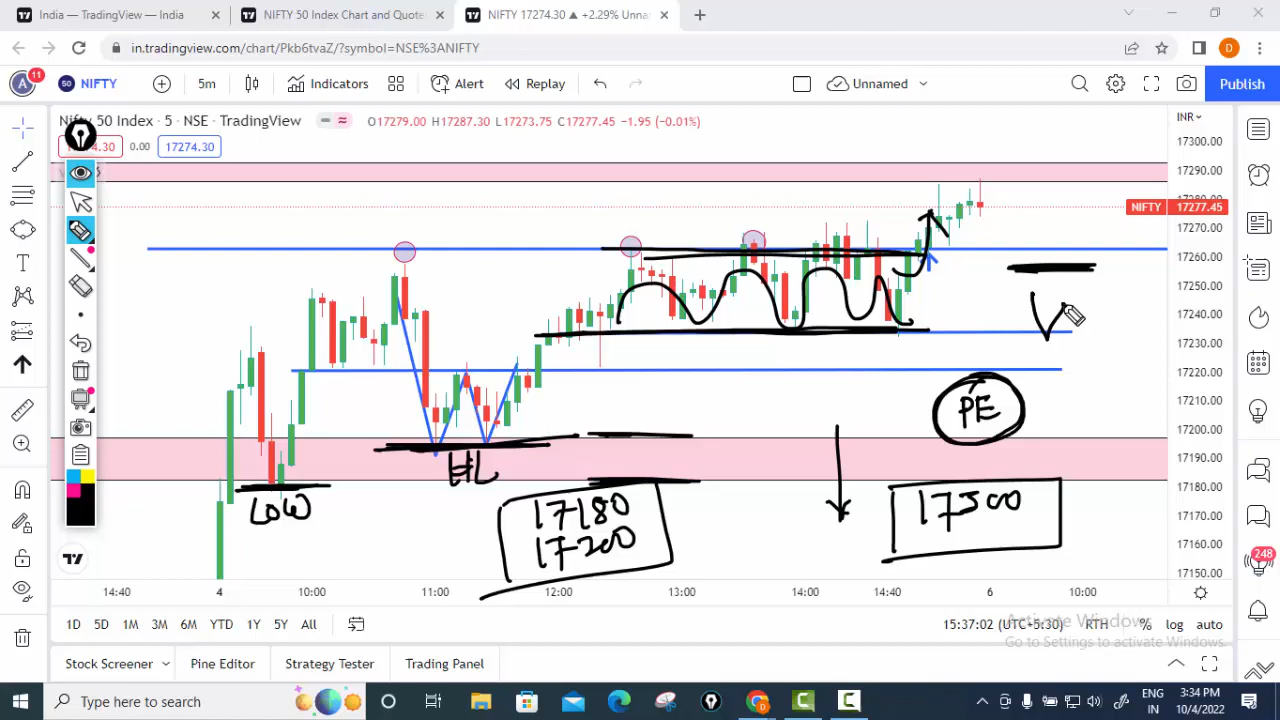 India — TradingView — India
NIFTY 50 Index Chart and Quote
NIFTY 17274.30 ▲ +2.29% Unna
in.tradingview.com/chart/Pkb6tvaZ/?symbol=NSE%3ANIFTY
A 11 50 NIFTY 5m Indicators Alert Replay Unnamed Publish
Nifty 50 Index · 5 · NSE · TradingView O17279.00 H17287.30 L17273.75 C17277.45 −1.95 (−0.01%)
INR
0.00 17274.30
17300.00
17290.00
NIFTY 17277.45
17270.00
17260.00
17250.00
17240.00
17230.00
17220.00
17210.00
17200.00
17190.00
17180.00
17170.00
17160.00
17150.00
PE
HL
LOW
17180
17200
17300
248
14:40 4 10:00 11:00 12:00 13:00 14:00 14:40 6 10:00
Activate Windows
Go to Settings to activate Windows.
1D 5D 1M 3M 6M YTD 1Y 5Y All 15:37:02 (UTC+5:30) RTH % log auto
Stock Screener Pine Editor Strategy Tester Trading Panel
Type here to search
ENG
IN
3:34 PM
10/4/2022